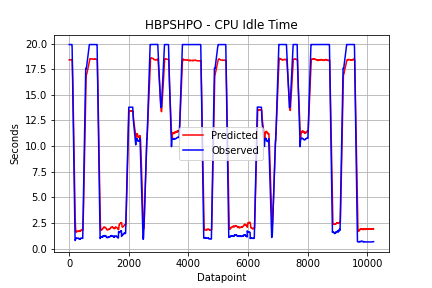 HBPSHPO - CPU Idle Time
20.0
17.5
15.0
12.5
10.0
7.5
5.0
2.5
0.0
Seconds
Predicted
Observed
0 2000 4000 6000 8000 10000
Datapoint